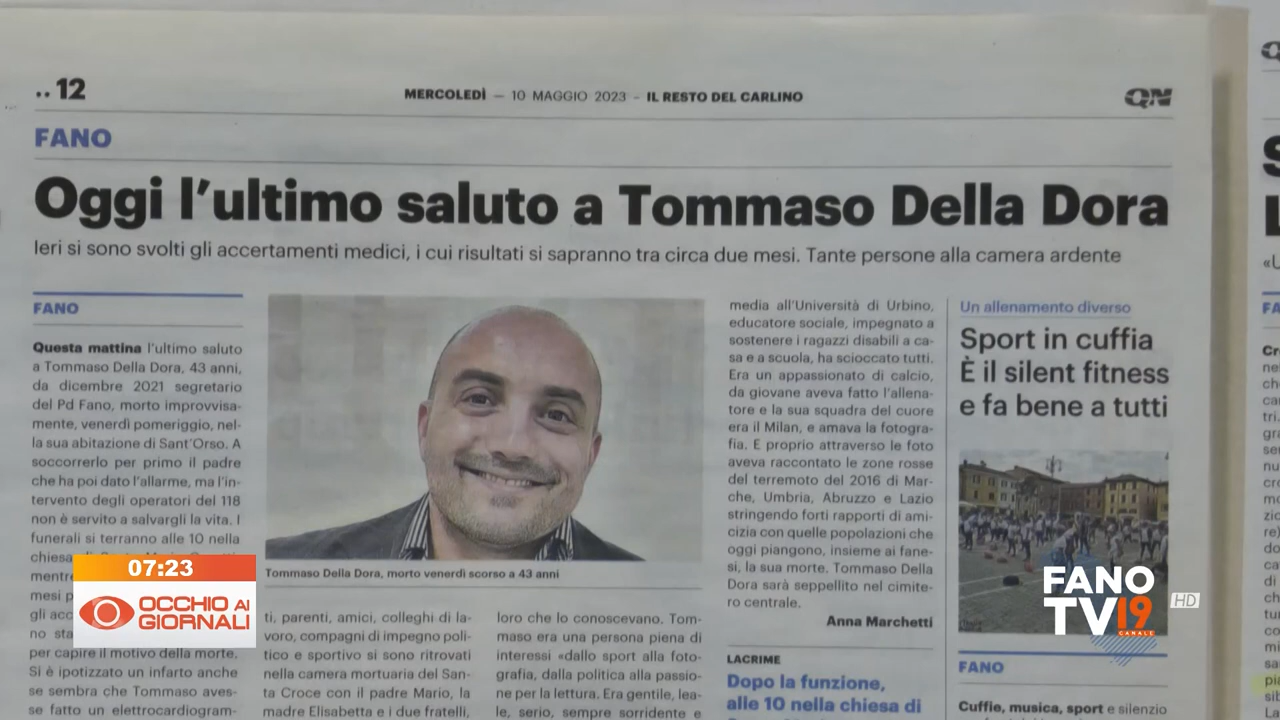 .. 12
MERCOLEDÌ — 10 MAGGIO 2023 – IL RESTO DEL CARLINO
QN
FANO
Oggi l'ultimo saluto a Tommaso Della Dora
Ieri si sono svolti gli accertamenti medici, i cui risultati si sapranno tra circa due mesi. Tante persone alla camera ardente
FANO
Questa mattina l'ultimo saluto
a Tommaso Della Dora, 43 anni,
da dicembre 2021 segretario
del Pd Fano, morto improvvisa-
mente, venerdì pomeriggio, nel-
la sua abitazione di Sant'Orso. A
soccorrerlo per primo il padre
che ha poi dato l'allarme, ma l'in-
tervento degli operatori del 118
non è servito a salvargli la vita. I
funerali si terranno alle 10 nella
chiesa
mentre
mesi p
gli acc
no sta
per capire il motivo della morte.
Si è ipotizzato un infarto anche
se sembra che Tommaso aves-
se fatto un elettrocardiogram-
Tommaso Della Dora, morto venerdì scorso a 43 anni
ti, parenti, amici, colleghi di la-
voro, compagni di impegno poli-
tico e sportivo si sono ritrovati
nella camera mortuaria del San-
ta Croce con il padre Mario, la
madre Elisabetta e i due fratelli,
loro che lo conoscevano. Tom-
maso era una persona piena di
interessi «dallo sport alla foto-
grafia, dalla politica alla passio-
ne per la lettura. Era gentile, lea-
le, serio, sempre sorridente e
media all'Università di Urbino,
educatore sociale, impegnato a
sostenere i ragazzi disabili a ca-
sa e a scuola, ha scioccato tutti.
Era un appassionato di calcio,
da giovane aveva fatto l'allena-
tore e la sua squadra del cuore
era il Milan, e amava la fotogra-
fia. E proprio attraverso le foto
aveva raccontato le zone rosse
del terremoto del 2016 di Mar-
che, Umbria, Abruzzo e Lazio
stringendo forti rapporti di ami-
cizia con quelle popolazioni che
oggi piangono, insieme ai fane-
si, la sua morte. Tommaso Della
Dora sarà seppellito nel cimite-
ro centrale.
Anna Marchetti
LACRIME
Dopo la funzione,
alle 10 nella chiesa di
Un allenamento diverso
Sport in cuffia
È il silent fitness
e fa bene a tutti
FANO
Cuffie, musica, sport e silenzio
07:23
OCCHIO AI
GIORNALI
FANO
TV19
CANALE
HD